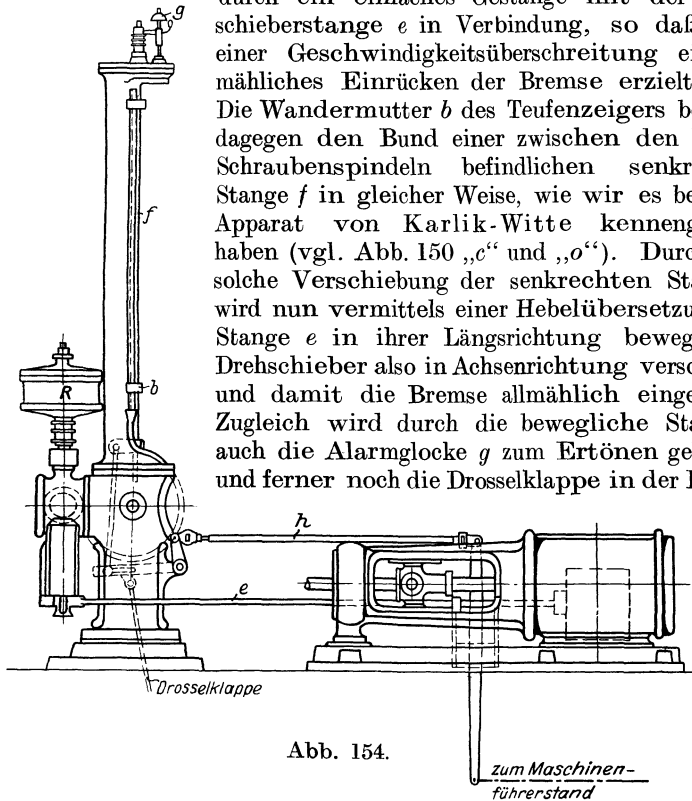 durch ein einfaches Gestänge mit der
schieberstange e in Verbindung, so daß
einer Geschwindigkeitsüberschreitung
mähliches Einrücken der Bremse erzielt
Die Wandermutter b des Teufenzeigers
dagegen den Bund einer zwischen den
Schraubenspindeln befindlichen senkr
Stange f in gleicher Weise, wie wir es
Apparat von Karlik-Witte kenneng
haben (vgl. Abb. 150 „c“ und „o“). Durc
solche Verschiebung der senkrechten
wird nun vermittels einer Hebelübersetzu
Stange e in ihrer Längsrichtung beweg
Drehschieber also in Achsenrichtung versc
und damit die Bremse allmählich einge
Zugleich wird durch die bewegliche Sta
auch die Alarmglocke g zum Ertönen ge
und ferner noch die Drosselklappe in der
g
f
b
R
h
e
Drosselklappe
Abb. 154.
zum Maschinen-
führerstand